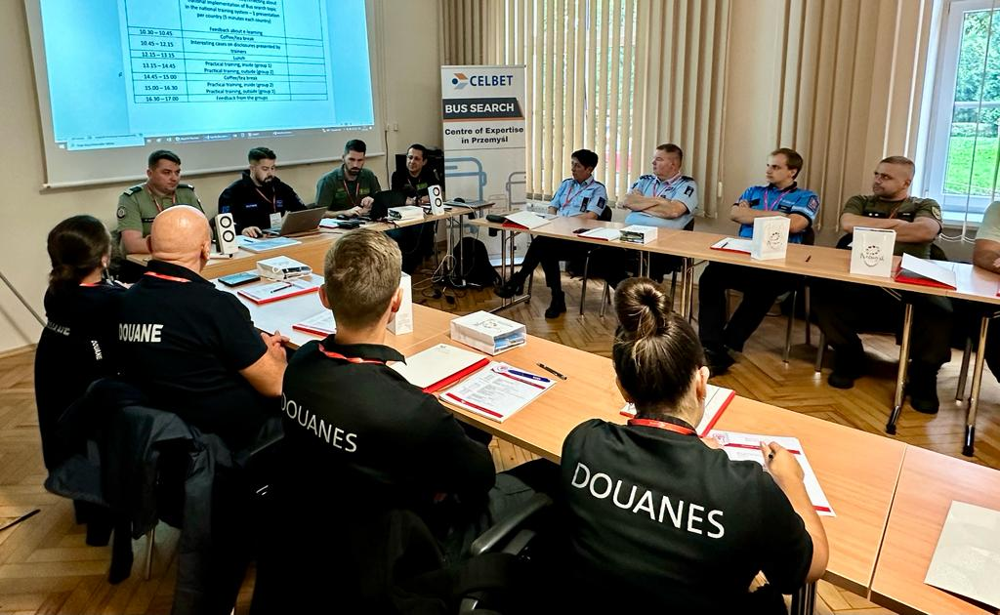 national implementation of Bus search topic
in the national training system – 1 presentation
per country (5 minutes each country)
10.30 – 10.45 Feedback about e-learning
Coffee/tea break
10.45 – 12.15 Interesting cases on disclosures presented by
trainers
12.15 – 13.15 Lunch
13.15 – 14.45 Practical training, inside (group 1)
Practical training, outside (group 2)
14.45 – 15.00 Coffee/tea break
15.00 – 16.30 Practical training, inside (group 2)
Practical training, outside (group 1)
16.30 – 17.00 Feedback from the groups
CELBET
BUS SEARCH
Centre of Expertise
in Przemyśl
DOUANE
DOUANE
DOUANES
DOUANES